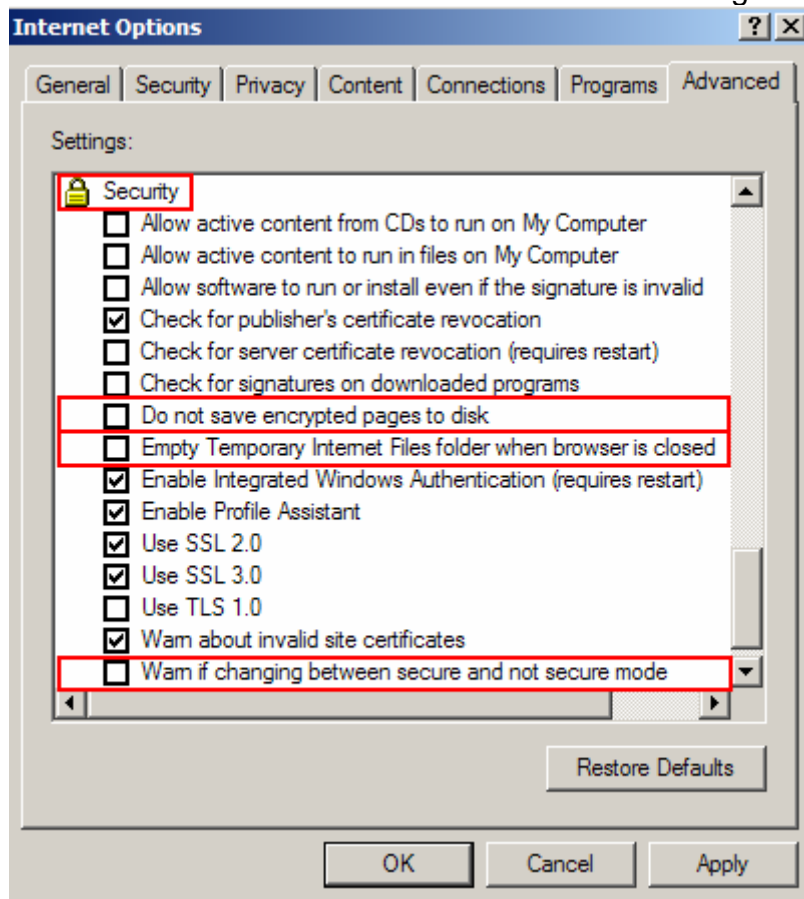 Internet Options
General Security Privacy Content Connections Programs Advanced
Settings:
Security
Allow active content from CDs to run on My Computer
Allow active content to run in files on My Computer
Allow software to run or install even if the signature is invalid
Check for publisher's certificate revocation
Check for server certificate revocation (requires restart)
Check for signatures on downloaded programs
Do not save encrypted pages to disk
Empty Temporary Internet Files folder when browser is closed
Enable Integrated Windows Authentication (requires restart)
Enable Profile Assistant
Use SSL 2.0
Use SSL 3.0
Use TLS 1.0
Warn about invalid site certificates
Warn if changing between secure and not secure mode
Restore Defaults
OK Cancel Apply